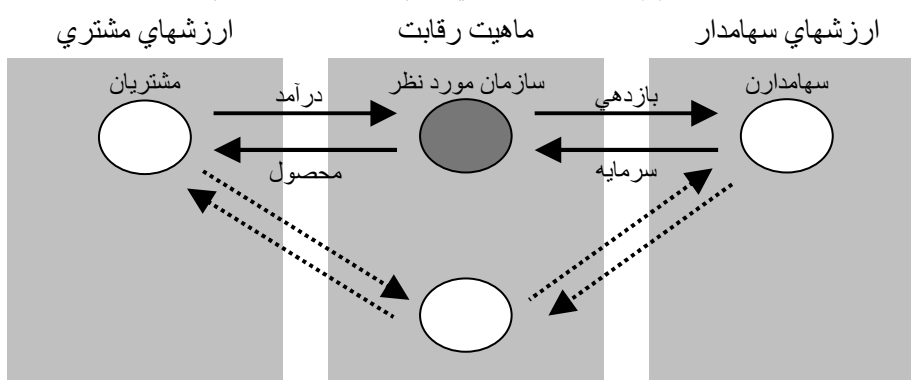 ارزشهاي سهامدار
ماهيت رقابت
ارزشهاي مشتري
سهامدارن
سازمان مورد نظر
مشتريان
بازدهي
درآمد
سرمايه
محصول